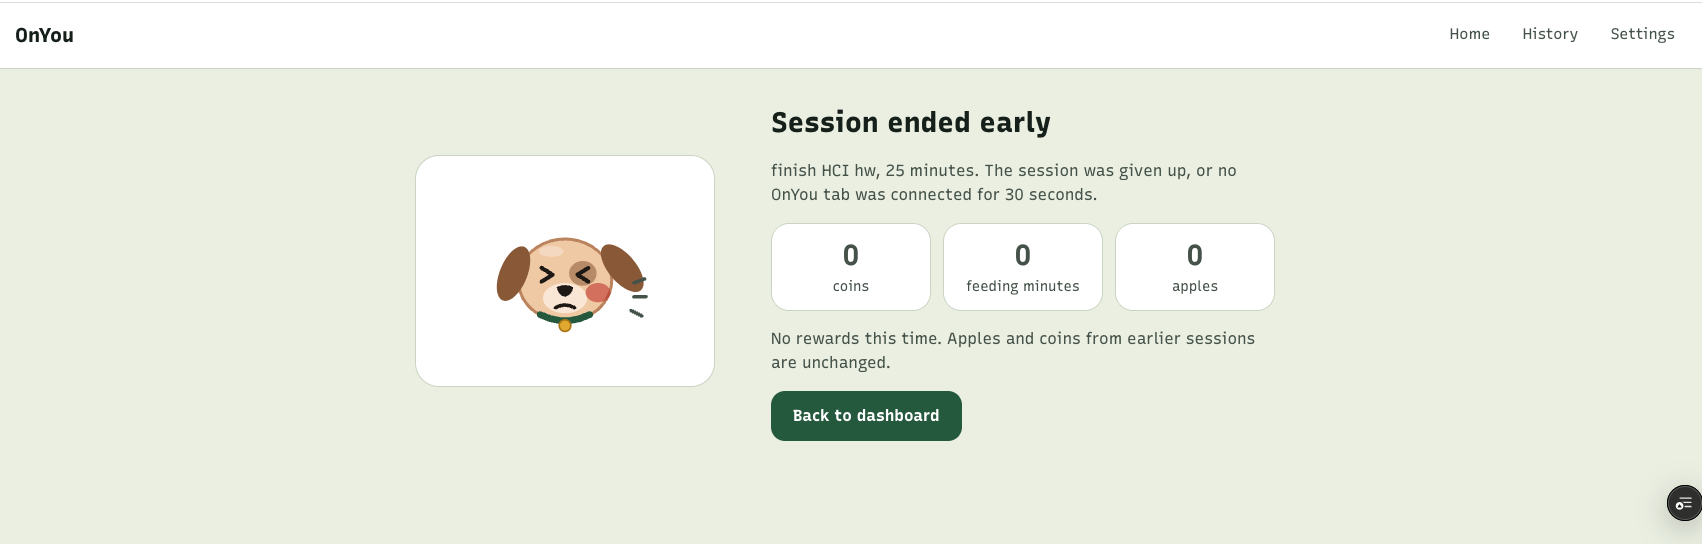 OnYou
Home
History
Settings
Session ended early
finish HCI hw, 25 minutes. The session was given up, or no
OnYou tab was connected for 30 seconds.
0
coins
0
feeding minutes
0
apples
No rewards this time. Apples and coins from earlier sessions
are unchanged.
Back to dashboard